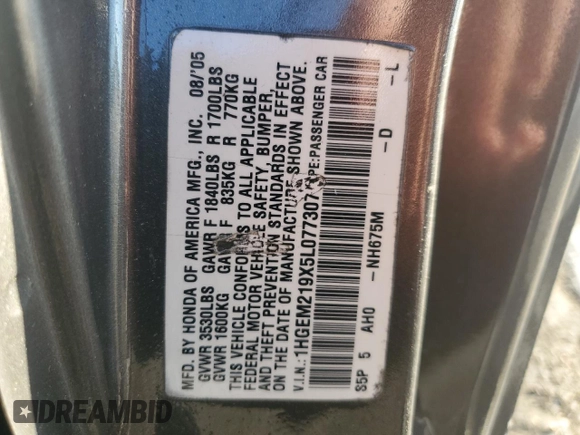 MFD. BY HONDA OF AMERICA MFG., INC. 08/'05
GVWR 3630LBS GAWR F 1840LBS R 1700LBS
GVWR 1600KG F 835KG R 770KG
THIS VEHICLE CONFORMS TO ALL APPLICABLE
FEDERAL MOTOR VEHICLE SAFETY, BUMPER,
AND THEFT PREVENTION STANDARDS IN EFFECT
ON THE DATE OF MANUFACTURE SHOWN ABOVE.
V.I.N.:1HGEM219X5L077307 TYPE:PASSENGER CAR
S5P 5 AH0 -NH675M -D -L
DREAMBID